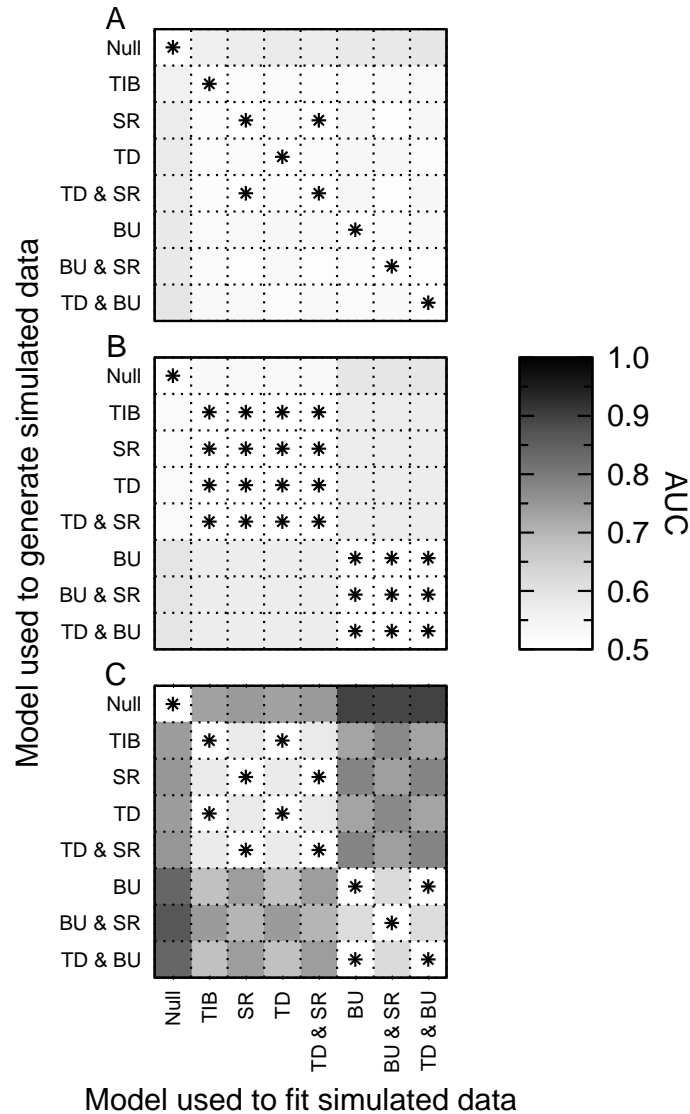 A
Null
TIB
SR
TD
TD & SR
BU
BU & SR
TD & BU
B
Null
TIB
SR
TD
TD & SR
BU
BU & SR
TD & BU
C
Null
TIB
SR
TD
TD & SR
BU
BU & SR
TD & BU
Null
TIB
SR
TD
TD & SR
BU
BU & SR
TD & BU
Model used to fit simulated data
Model used to generate simulated data
1.0
0.9
0.8
0.7
0.6
0.5
AUC